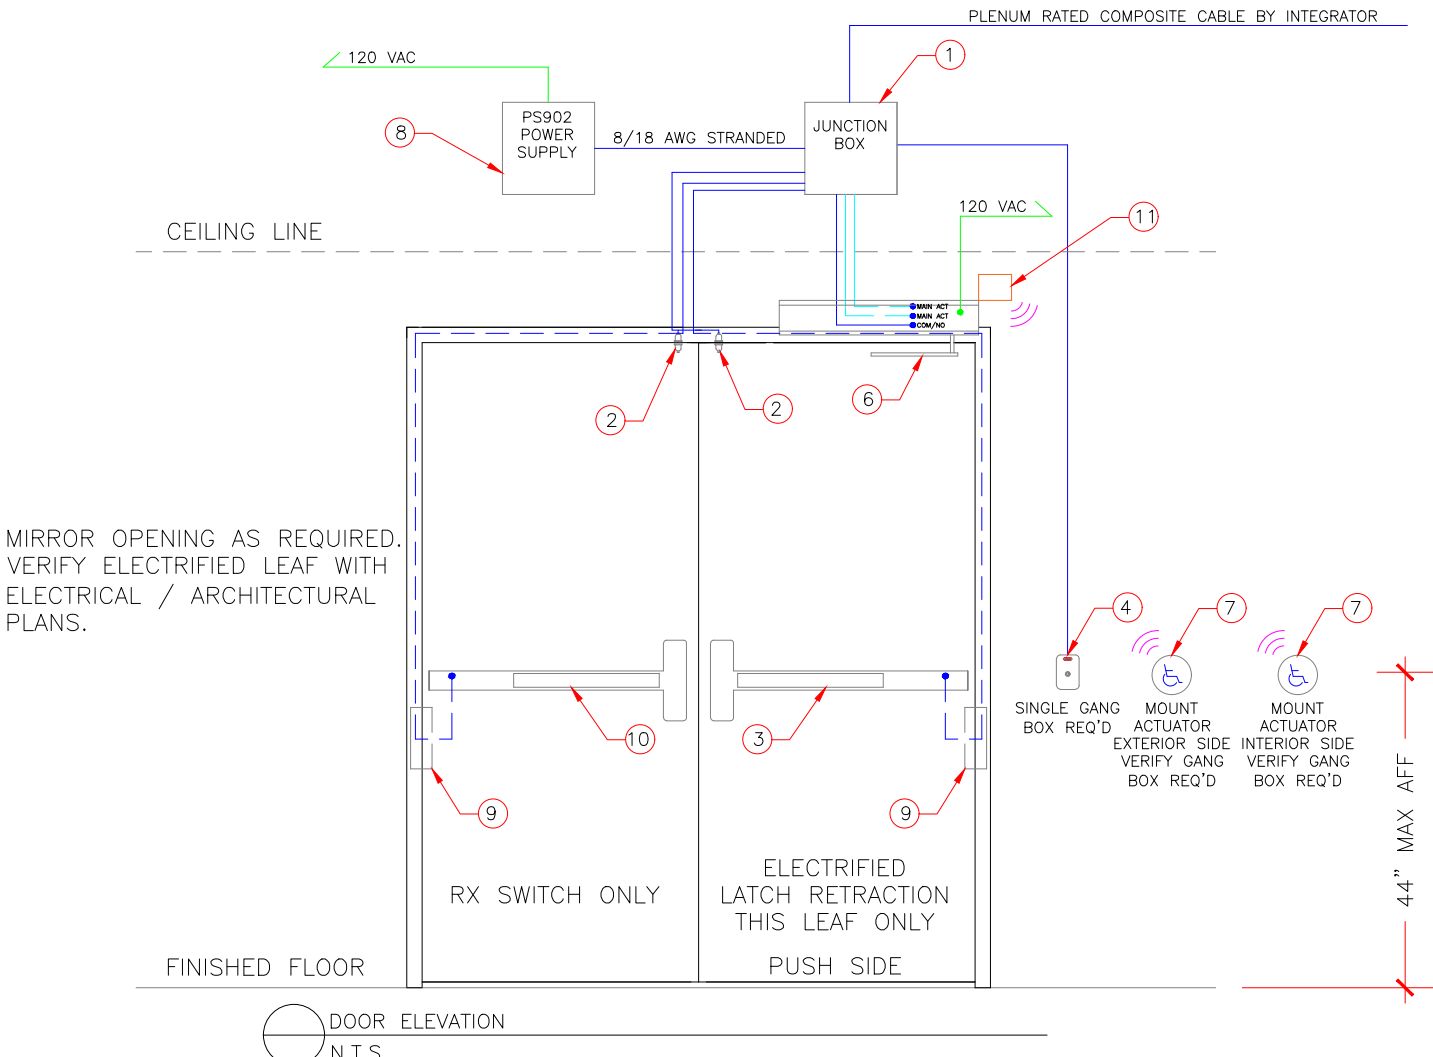 PLENUM RATED COMPOSITE CABLE BY INTEGRATOR
120 VAC
1
PS902
POWER
SUPPLY
8
8/18 AWG STRANDED
JUNCTION
BOX
120 VAC
11
CEILING LINE
MAIN ACT
MAIN ACT
COM/NO
2
2
6
MIRROR OPENING AS REQUIRED.
VERIFY ELECTRIFIED LEAF WITH
ELECTRICAL / ARCHITECTURAL
PLANS.
4
7
7
SINGLE GANG
BOX REQ'D
MOUNT
ACTUATOR
EXTERIOR SIDE
VERIFY GANG
BOX REQ'D
MOUNT
ACTUATOR
INTERIOR SIDE
VERIFY GANG
BOX REQ'D
10
3
9
9
44" MAX AFF
RX SWITCH ONLY
ELECTRIFIED
LATCH RETRACTION
THIS LEAF ONLY
PUSH SIDE
FINISHED FLOOR
DOOR ELEVATION
N.T.S.